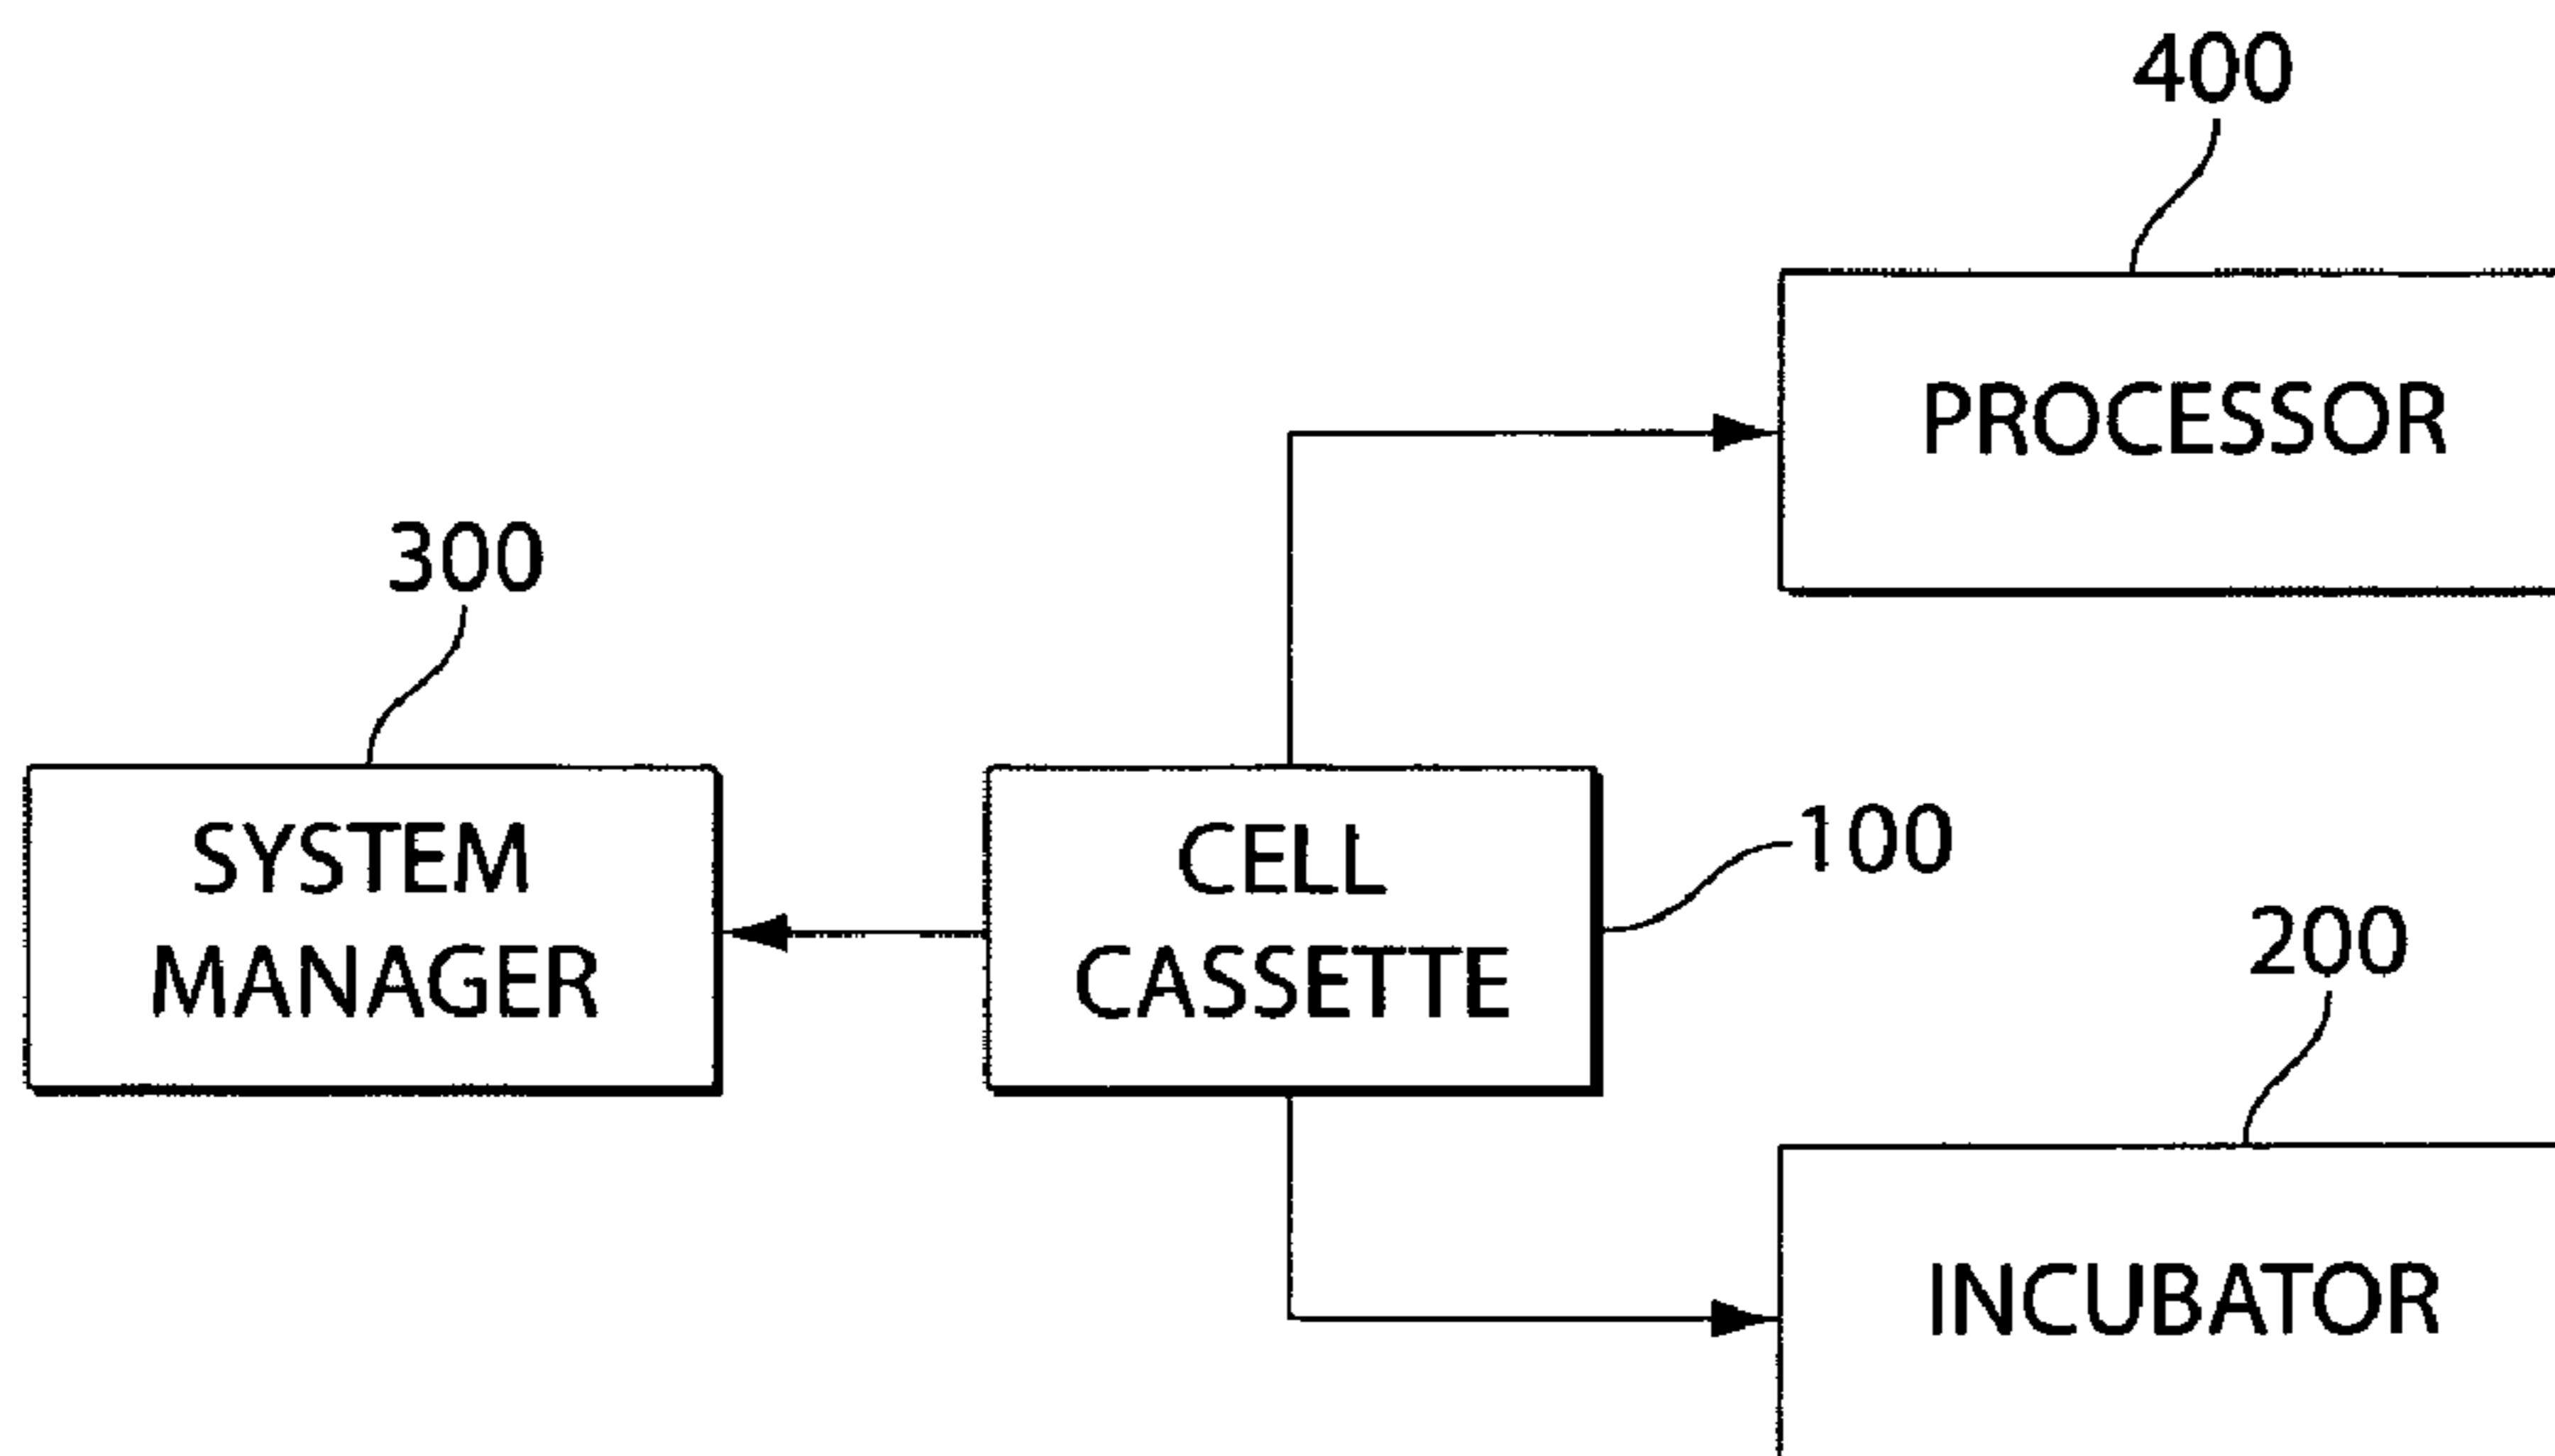 400
PROCESSOR
300
SYSTEM
MANAGER
CELL
CASSETTE
100
200
INCUBATOR